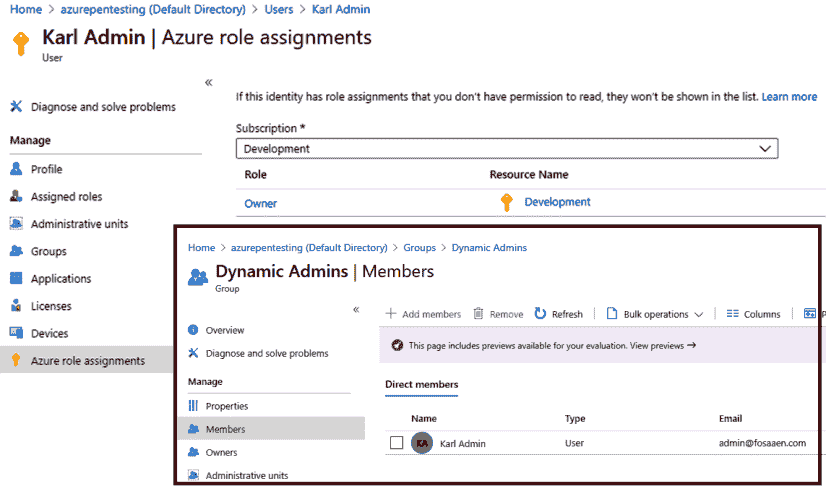 Home > azurepentesting (Default Directory) > Users > Karl Admin
Karl Admin | Azure role assignments
User
«
Diagnose and solve problems
Manage
Profile
Assigned roles
Administrative units
Groups
Applications
Licenses
Devices
Azure role assignments
If this identity has role assignments that you don't have permission to read, they won't be shown in the list. Learn more
Subscription *
Development
Role Resource Name
Owner Development
Home > azurepentesting (Default Directory) > Groups > Dynamic Admins
Dynamic Admins | Members
Group
«
Overview
Diagnose and solve problems
Manage
Properties
Members
Owners
Administrative units
+ Add members Remove Refresh | Bulk operations | Columns |
This page includes previews available for your evaluation. View previews →
Direct members
Name Type Email
KA Karl Admin User admin@fosaaen.com